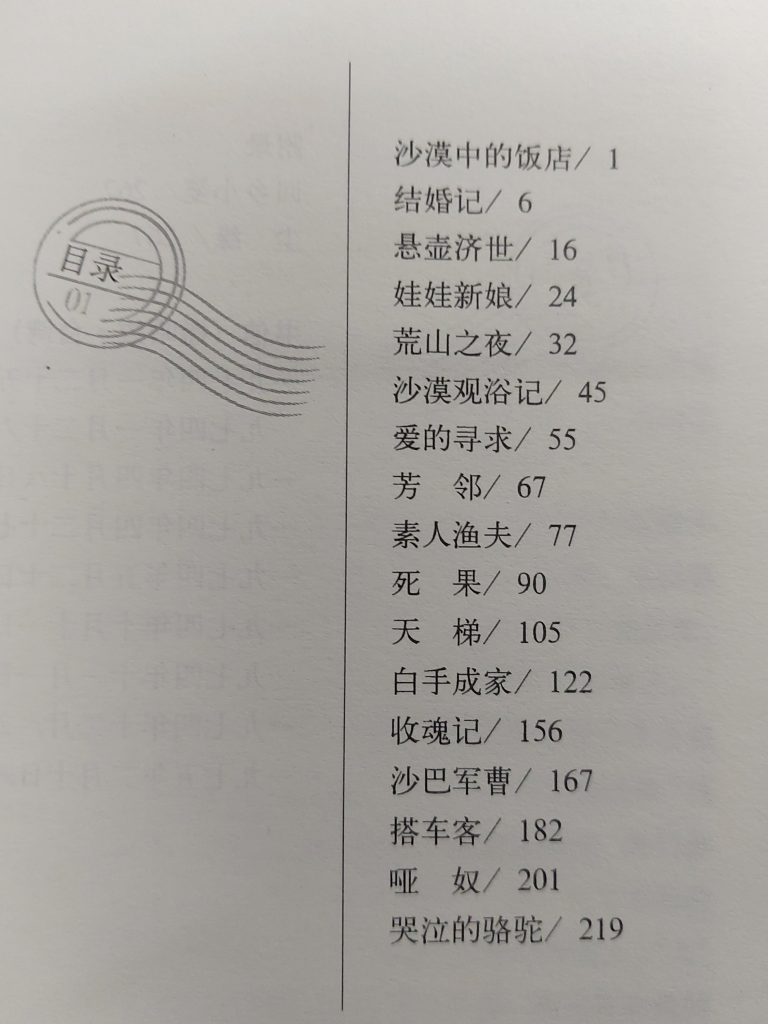 目录
01
沙漠中的饭店/ 1
结婚记/ 6
悬壶济世/ 16
娃娃新娘/ 24
荒山之夜/ 32
沙漠观浴记/ 45
爱的寻求/ 55
芳　邻/ 67
素人渔夫/ 77
死　果/ 90
天　梯/ 105
白手成家/ 122
收魂记/ 156
沙巴军曹/ 167
搭车客/ 182
哑　奴/ 201
哭泣的骆驼/ 219